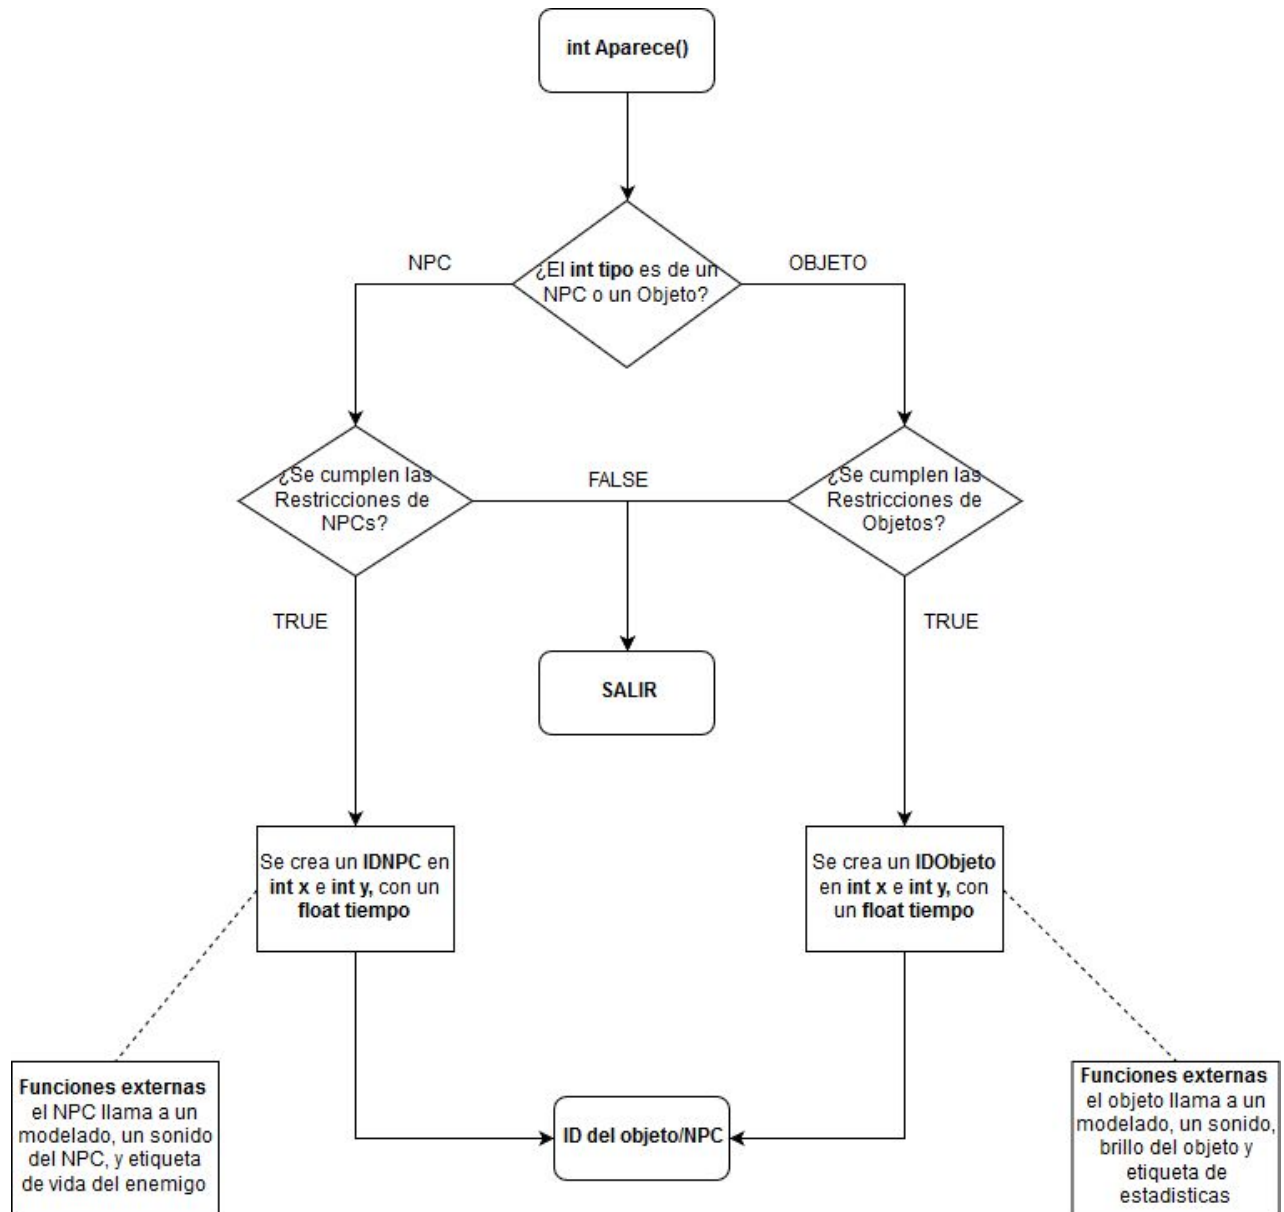 int Aparece()
¿El int tipo es de un
NPC o un Objeto?
NPC
OBJETO
¿Se cumplen las
Restricciones de
NPCs?
FALSE
¿Se cumplen las
Restricciones de
Objetos?
TRUE
TRUE
SALIR
Se crea un IDNPC en
int x e int y, con un
float tiempo
Se crea un IDObjeto
en int x e int y, con
un float tiempo
Funciones externas
el NPC llama a un
modelado, un sonido
del NPC, y etiqueta
de vida del enemigo
ID del objeto/NPC
Funciones externas
el objeto llama a un
modelado, un sonido,
brillo del objeto y
etiqueta de
estadisticas